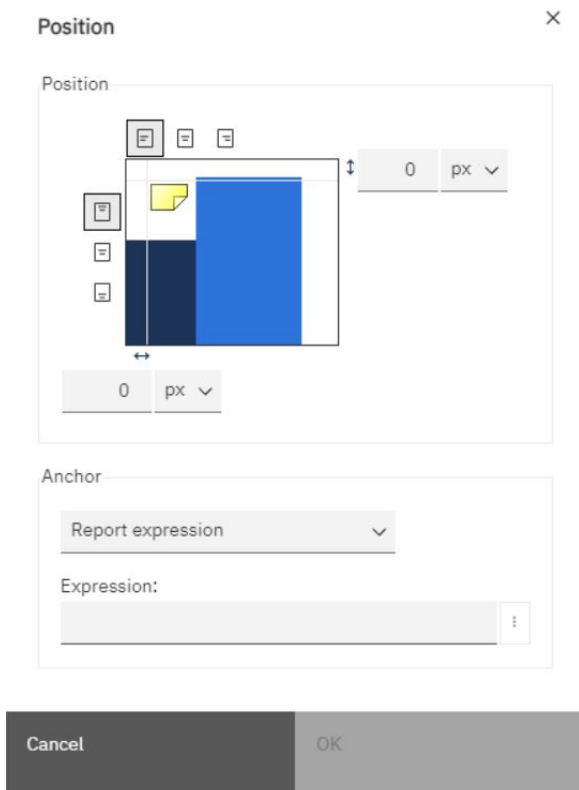 Position
Position
0 px
0 px
Anchor
Report expression
Expression:
Cancel OK